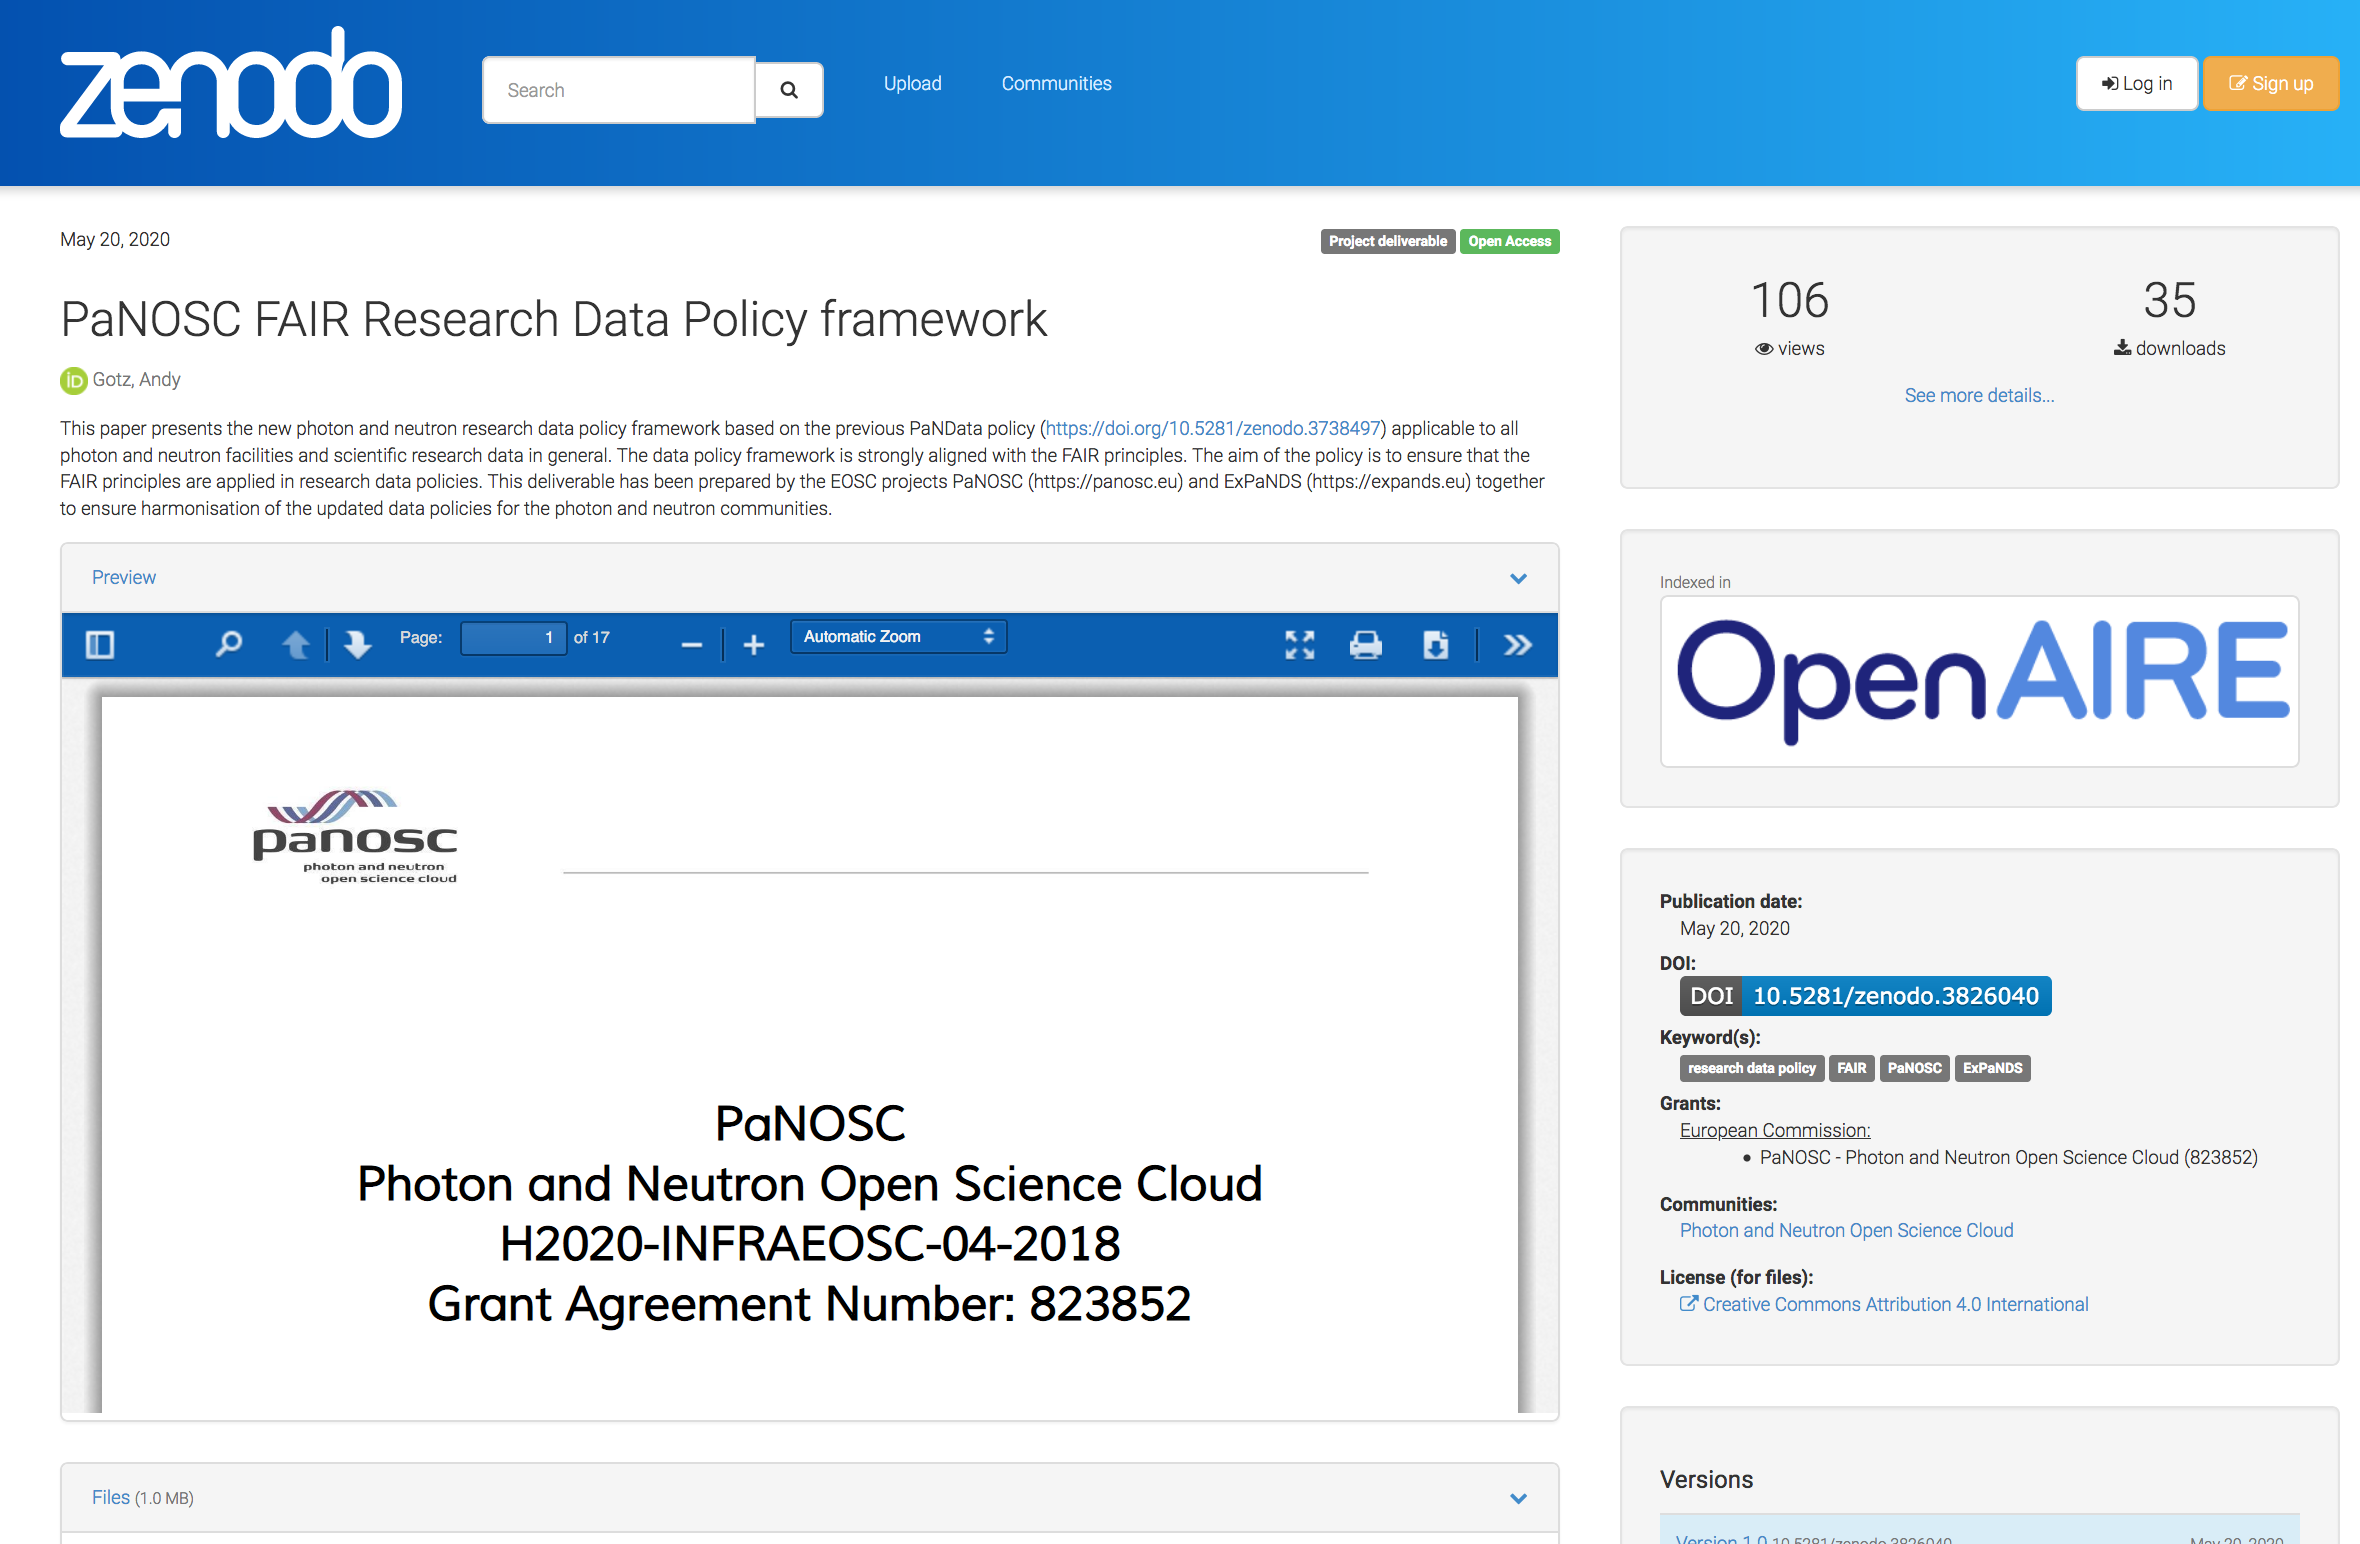 zenodo
Search
Upload
Communities
Log in
Sign up
May 20, 2020
Project deliverable
Open Access
PaNOSC FAIR Research Data Policy framework
iD Gotz, Andy
This paper presents the new photon and neutron research data policy framework based on the previous PaNData policy (https://doi.org/10.5281/zenodo.3738497) applicable to all
photon and neutron facilities and scientific research data in general. The data policy framework is strongly aligned with the FAIR principles. The aim of the policy is to ensure that the
FAIR principles are applied in research data policies. This deliverable has been prepared by the EOSC projects PaNOSC (https://panosc.eu) and ExPaNDS (https://expands.eu) together
to ensure harmonisation of the updated data policies for the photon and neutron communities.
Preview
Page: 1 of 17
Automatic Zoom
panosc
photon and neutron
open science cloud
PaNOSC
Photon and Neutron Open Science Cloud
H2020-INFRAEOSC-04-2018
Grant Agreement Number: 823852
Files (1.0 MB)
106
views
35
downloads
See more details...
Indexed in
OpenAIRE
Publication date:
May 20, 2020
DOI:
DOI 10.5281/zenodo.3826040
Keyword(s):
research data policy FAIR PaNOSC ExPaNDS
Grants:
European Commission:
• PaNOSC - Photon and Neutron Open Science Cloud (823852)
Communities:
Photon and Neutron Open Science Cloud
License (for files):
Creative Commons Attribution 4.0 International
Versions
Version 1.0 10.5281/zenodo.3826040 May 20, 2020